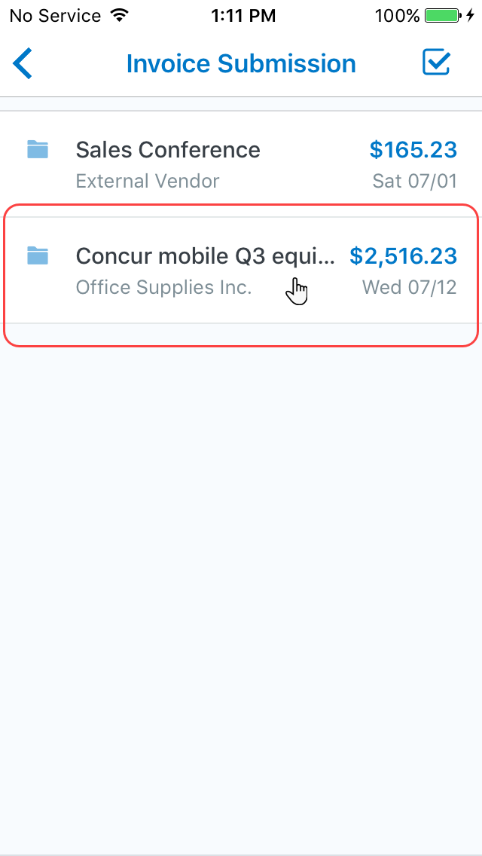 No Service 1:11 PM 100%
Invoice Submission
Sales Conference $165.23
External Vendor Sat 07/01
Concur mobile Q3 equi... $2,516.23
Office Supplies Inc. Wed 07/12